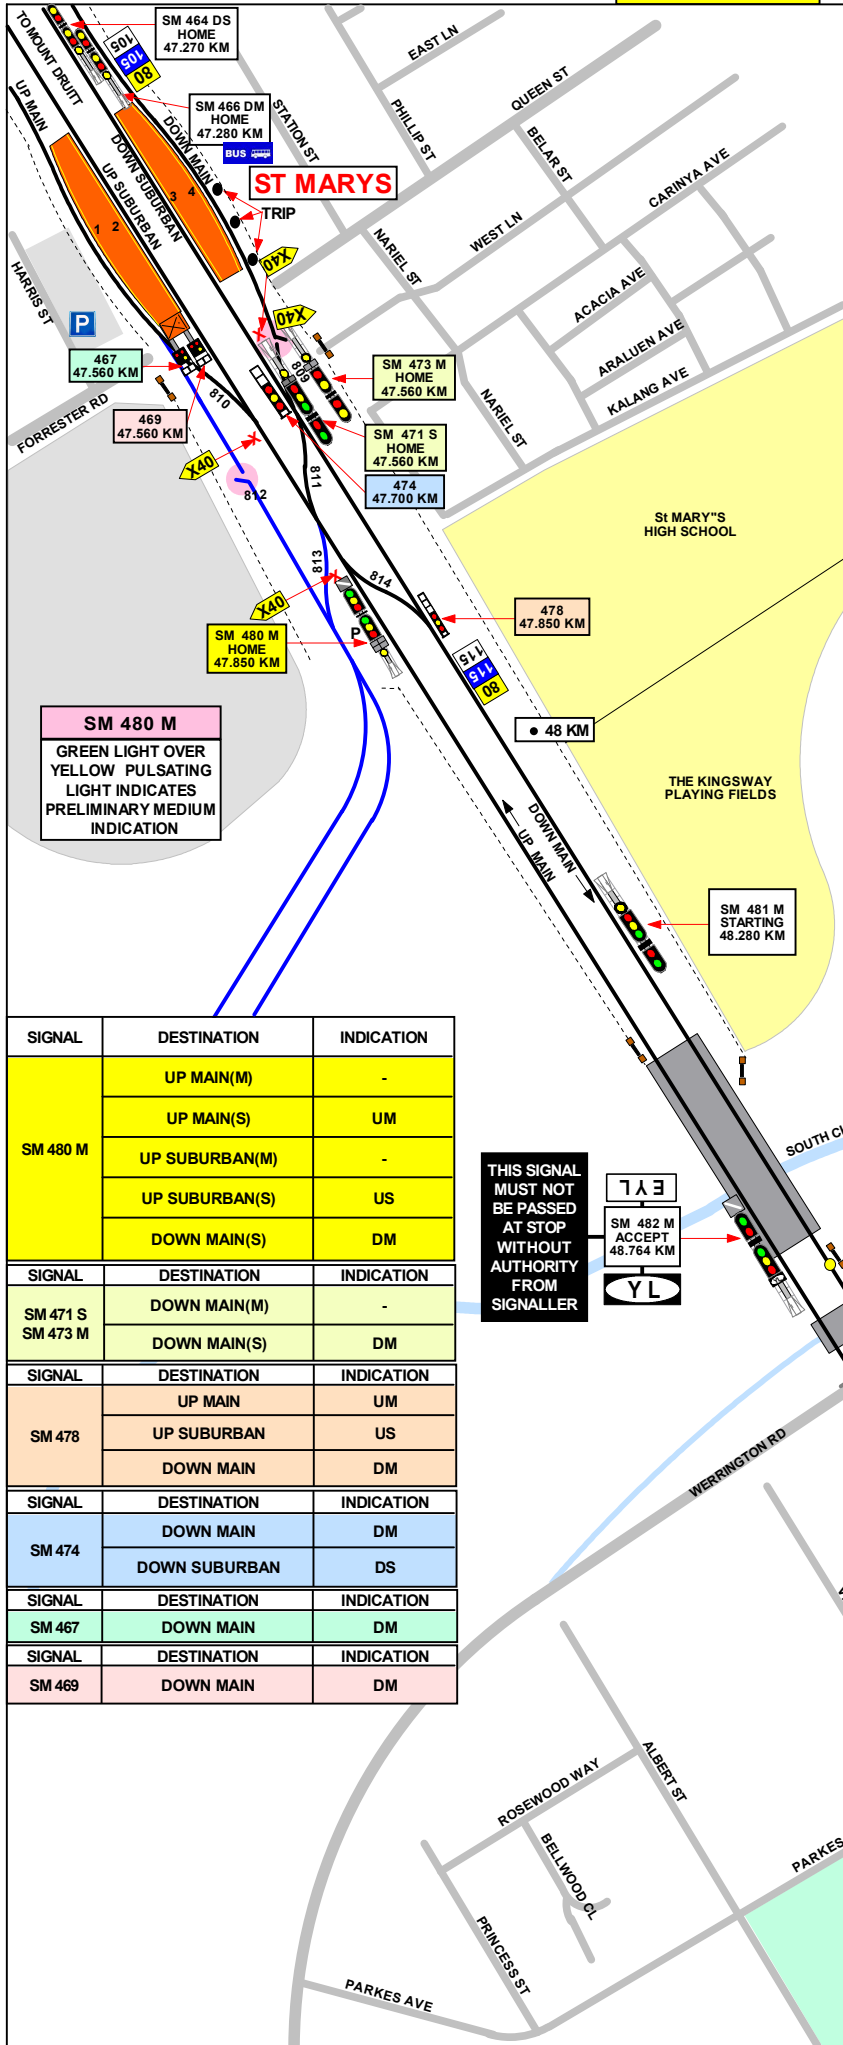 SM 464 DS
HOME
47.270 KM
TO MOUNT DRUITT
105
105
80
EAST LN
UP MAIN
SM 466 DM
HOME
47.280 KM
BUS
STATION ST
PHILLIP ST
QUEEN ST
DOWN MAIN
DOWN SUBURBAN
UP SUBURBAN
BELAR ST
ST MARYS
CARINYA AVE
3 4
TRIP
1 2
WEST LN
NARIEL ST
HARRIS ST
X40
ACACIA AVE
X40
P
ARALUEN AVE
467
47.560 KM
809
SM 473 M
HOME
47.560 KM
KALANG AVE
810
NARIEL ST
FORRESTER RD
469
47.560 KM
SM 471 S
HOME
47.560 KM
X40
811
474
47.700 KM
812
St MARY"S
HIGH SCHOOL
813
814
X40
478
47.850 KM
P
SM 480 M
HOME
47.850 KM
115
115
80
SM 480 M
GREEN LIGHT OVER
YELLOW PULSATING
LIGHT INDICATES
PRELIMINARY MEDIUM
INDICATION
48 KM
THE KINGSWAY
PLAYING FIELDS
DOWN MAIN
UP MAIN
SM 481 M
STARTING
48.280 KM
SIGNAL DESTINATION INDICATION
SM 480 M
UP MAIN(M) -
UP MAIN(S) UM
UP SUBURBAN(M) -
UP SUBURBAN(S) US
DOWN MAIN(S) DM
SIGNAL DESTINATION INDICATION
SM 471 S
SM 473 M
DOWN MAIN(M) -
DOWN MAIN(S) DM
SIGNAL DESTINATION INDICATION
SM 478
UP MAIN UM
UP SUBURBAN US
DOWN MAIN DM
SIGNAL DESTINATION INDICATION
SM 474
DOWN MAIN DM
DOWN SUBURBAN DS
SIGNAL DESTINATION INDICATION
SM 467 DOWN MAIN DM
SIGNAL DESTINATION INDICATION
SM 469 DOWN MAIN DM
SOUTH
THIS SIGNAL
MUST NOT
BE PASSED
AT STOP
WITHOUT
AUTHORITY
FROM
SIGNALLER
EYL
SM 482 M
ACCEPT
48.764 KM
YL
WERRINGTON RD
ALBERT ST
ROSEWOOD WAY
BELLWOOD CL
PARKES
PRINCESS ST
PARKES AVE